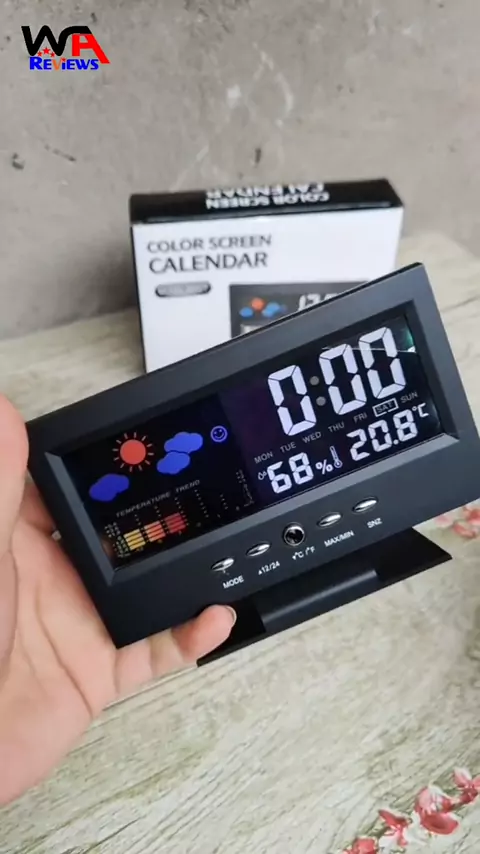 WA
REVIEWS
COLOR SCREEN
CALENDAR
COLOR SCREEN
CALENDAR
0:00
MON TUE WED THU FRI SAT SUN
68% 20.8°C
TEMPERATURE TREND
MODE ▲12/24 ▼°C/°F MAX/MIN SNZ